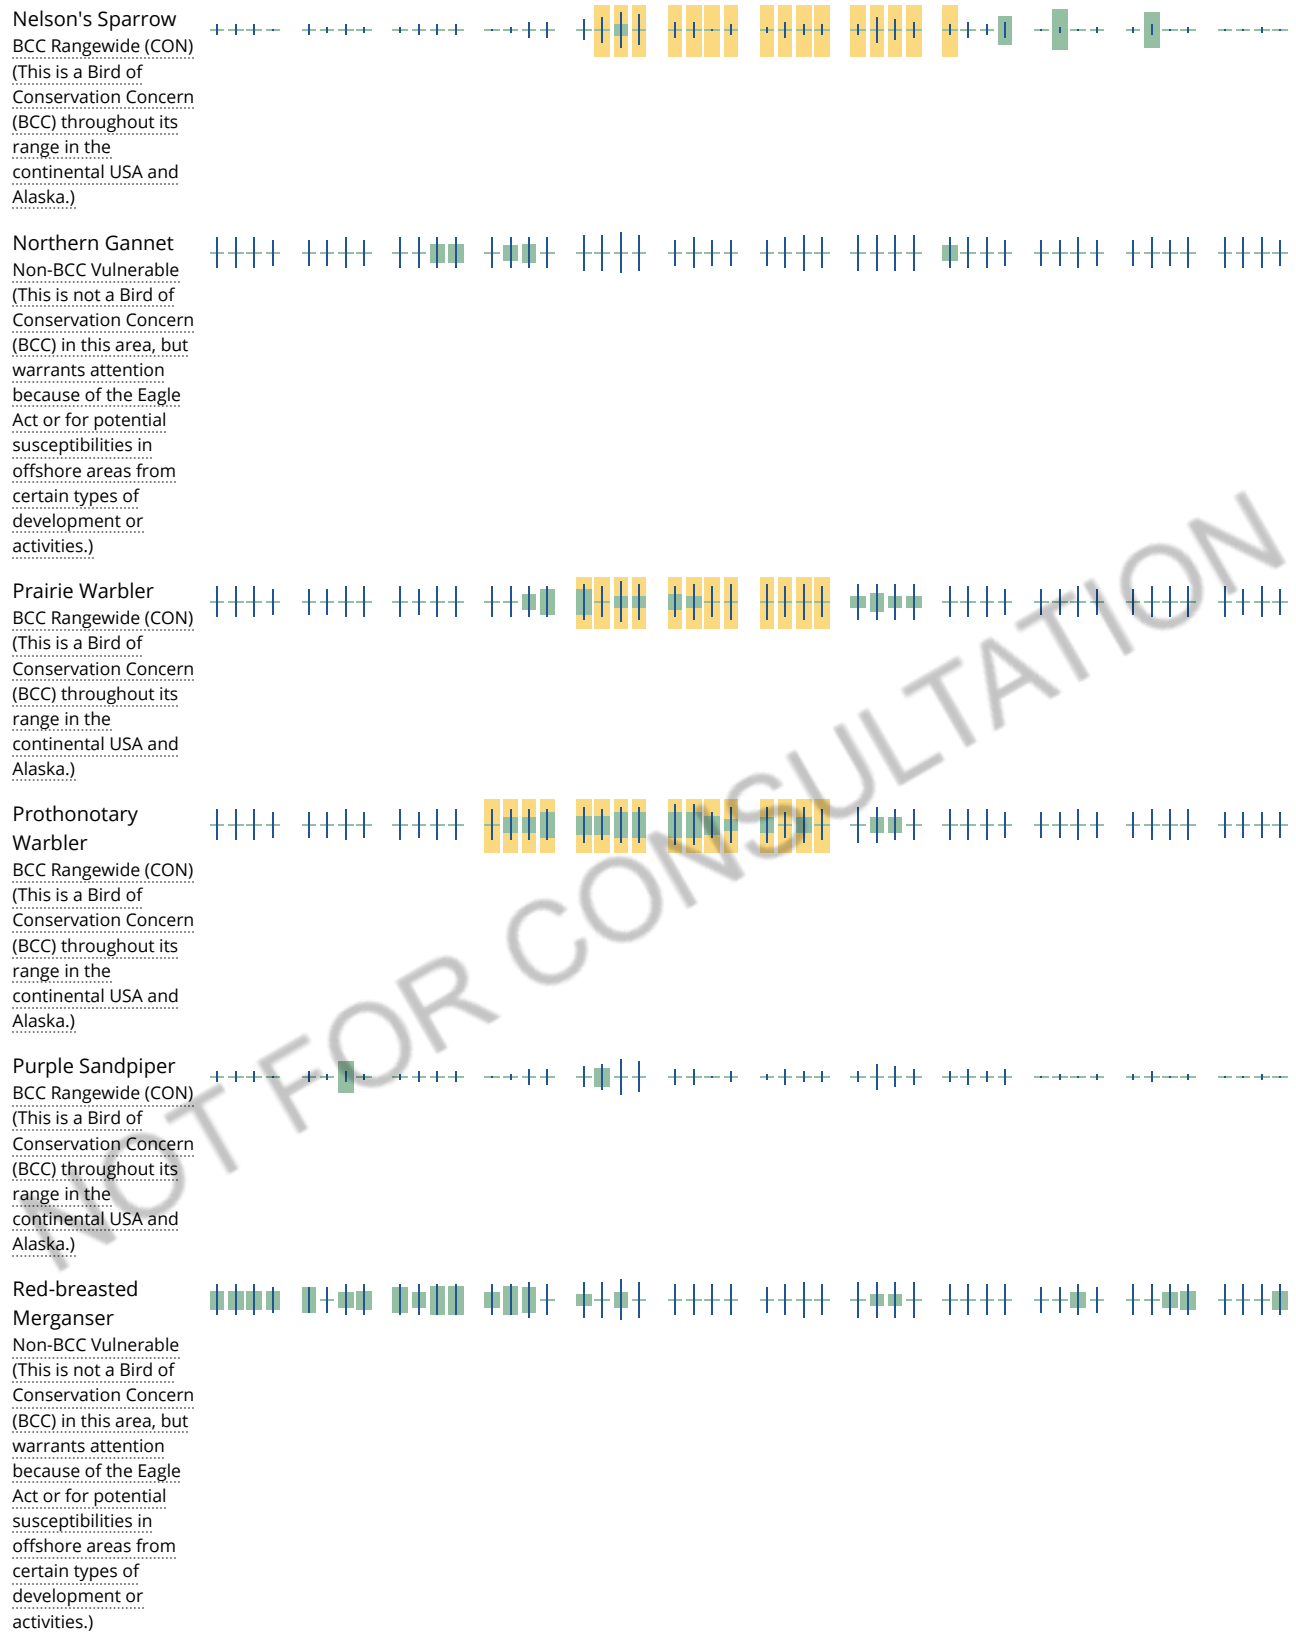 Nelson's Sparrow
BCC Rangewide (CON)
(This is a Bird of
Conservation Concern
(BCC) throughout its
range in the
continental USA and
Alaska.)
Northern Gannet
Non-BCC Vulnerable
(This is not a Bird of
Conservation Concern
(BCC) in this area, but
warrants attention
because of the Eagle
Act or for potential
susceptibilities in
offshore areas from
certain types of
development or
activities.)
Prairie Warbler
BCC Rangewide (CON)
(This is a Bird of
Conservation Concern
(BCC) throughout its
range in the
continental USA and
Alaska.)
Prothonotary
Warbler
BCC Rangewide (CON)
(This is a Bird of
Conservation Concern
(BCC) throughout its
range in the
continental USA and
Alaska.)
Purple Sandpiper
BCC Rangewide (CON)
(This is a Bird of
Conservation Concern
(BCC) throughout its
range in the
continental USA and
Alaska.)
Red-breasted
Merganser
Non-BCC Vulnerable
(This is not a Bird of
Conservation Concern
(BCC) in this area, but
warrants attention
because of the Eagle
Act or for potential
susceptibilities in
offshore areas from
certain types of
development or
activities.)
NOT FOR CONSULTATION